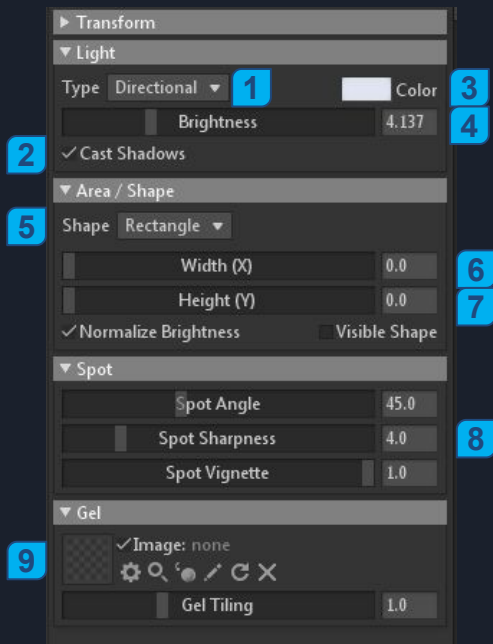 Transform
Light
Type Directional 1 Color 3
Brightness 4.137 4
2 Cast Shadows
Area / Shape
5 Shape Rectangle
Width (X) 0.0 6
Height (Y) 0.0 7
Normalize Brightness Visible Shape
Spot
Spot Angle 45.0
Spot Sharpness 4.0 8
Spot Vignette 1.0
Gel
9 Image: none
Gel Tiling 1.0